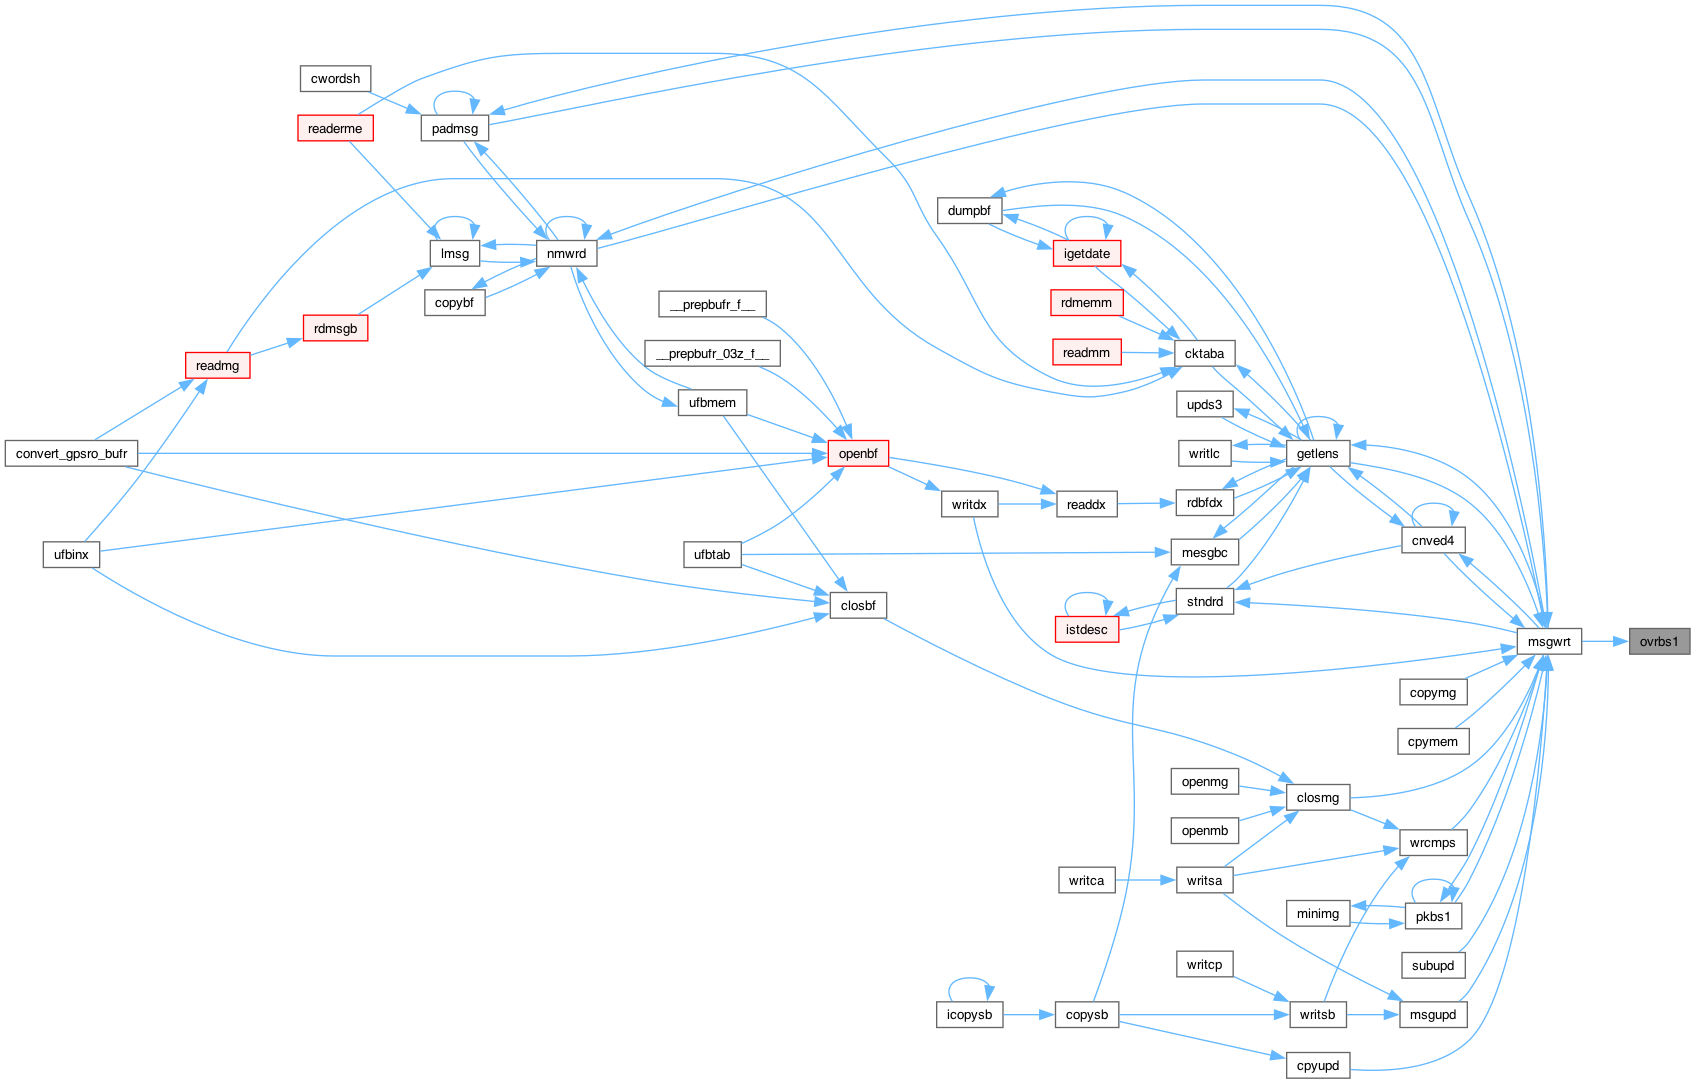 cwordsh
readerme
padmsg
lmsg
nmwrd
copybf
rdmsgb
readmg
convert_gpsro_bufr
ufbinx
__prepbufr_f__
__prepbufr_03z_f__
ufbmem
openbf
ufbtab
closbf
dumpbf
igetdate
rdmemm
readmm
cktaba
upds3
writlc
getlens
rdbfdx
readdx
writdx
mesgbc
cnved4
stndrd
istdesc
msgwrt
ovrbs1
copymg
cpymem
openmg
closmg
openmb
wrcmps
writca
writsa
minimg
pkbs1
subupd
writcp
icopysb
copysb
writsb
msgupd
cpyupd